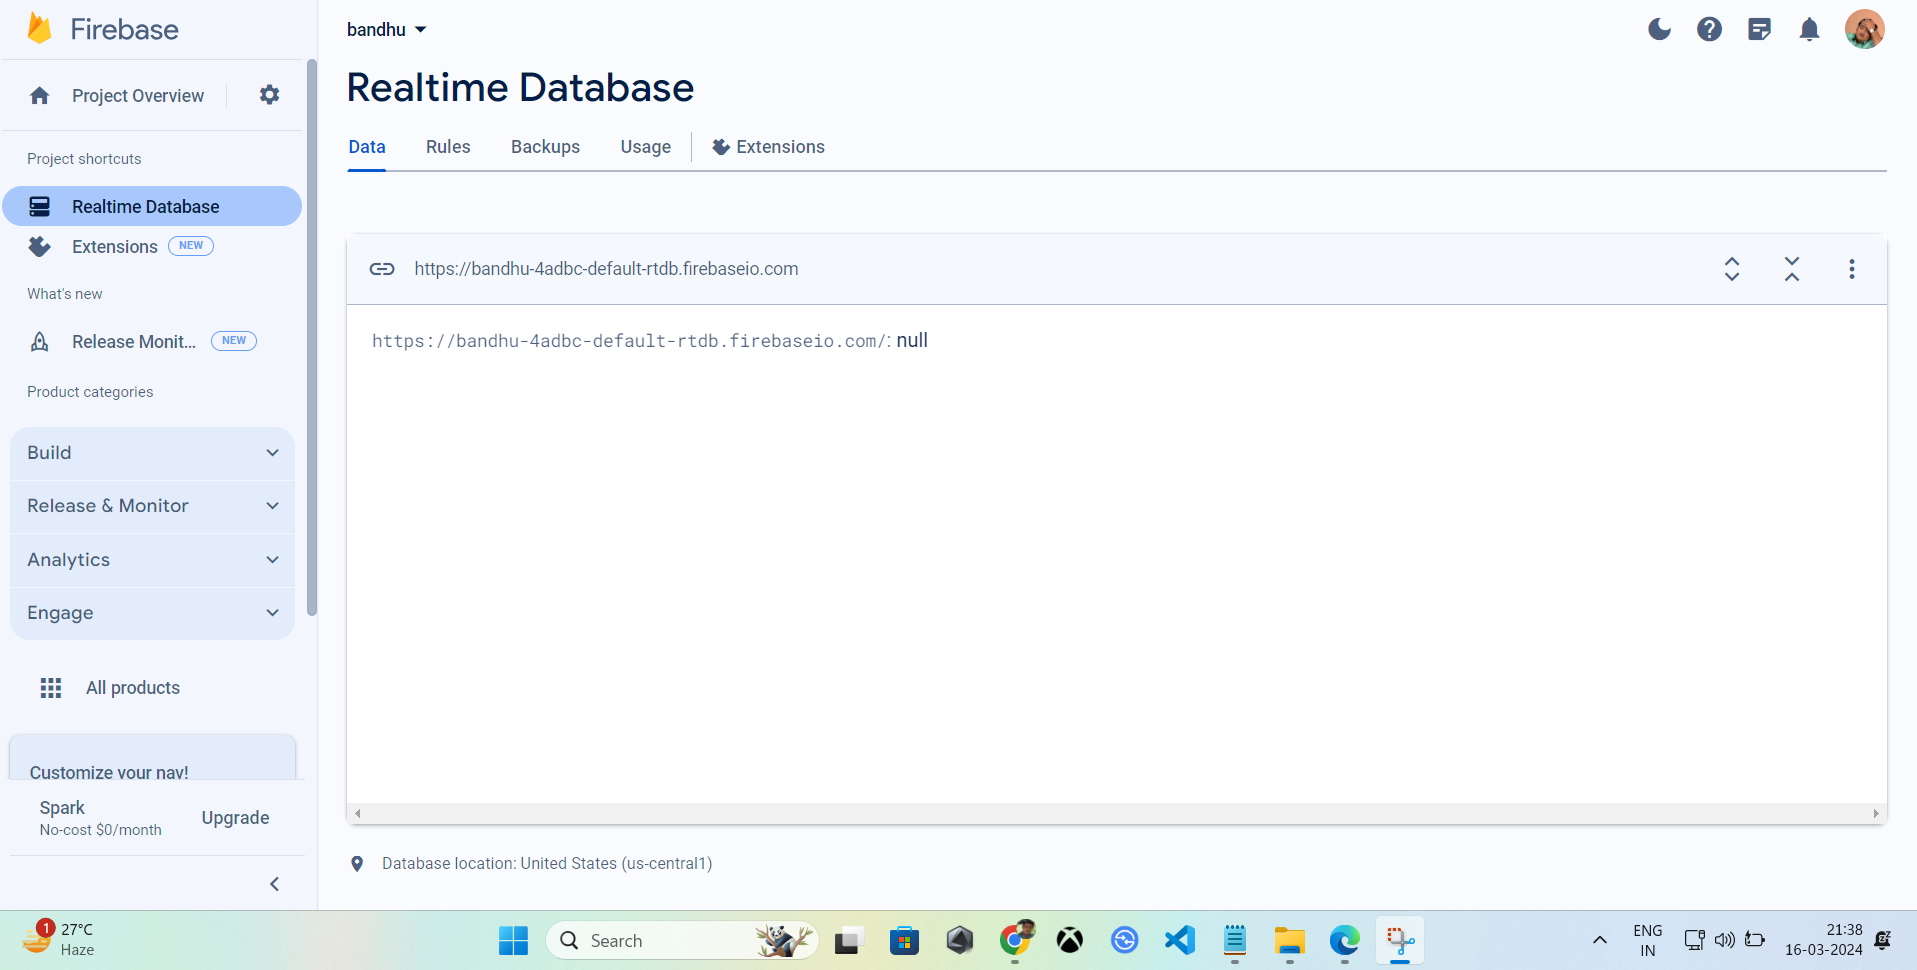 Firebase
Project Overview
Project shortcuts
Realtime Database
Extensions NEW
What's new
Release Monit... NEW
Product categories
Build
Release & Monitor
Analytics
Engage
All products
Customize your nav!
Spark
No-cost $0/month
Upgrade
bandhu
Realtime Database
Data Rules Backups Usage Extensions
https://bandhu-4adbc-default-rtdb.firebaseio.com
https://bandhu-4adbc-default-rtdb.firebaseio.com/: null
Database location: United States (us-central1)
1
27°C
Haze
Search
ENG
IN
21:38
16-03-2024